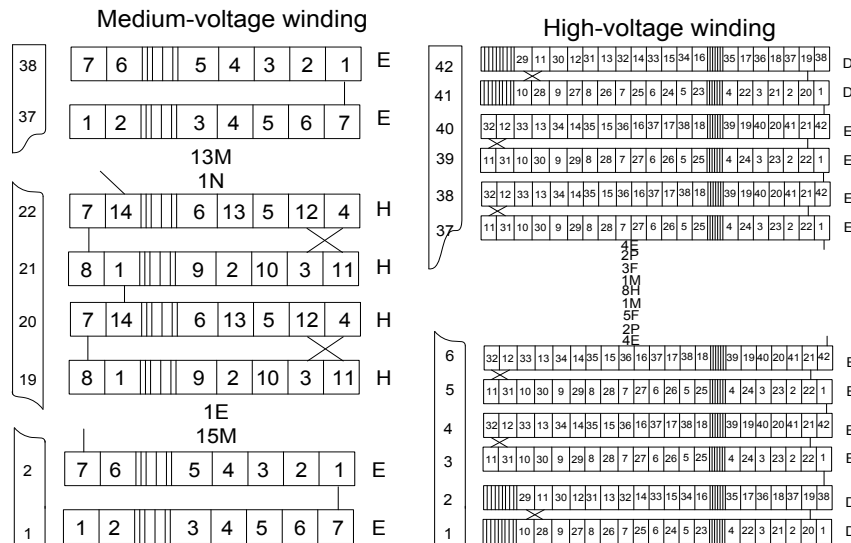 Medium-voltage winding
38 7 6 5 4 3 2 1 E
37 1 2 3 4 5 6 7 E
13M
1N
22 7 14 6 13 5 12 4 H
21 8 1 9 2 10 3 11 H
20 7 14 6 13 5 12 4 H
19 8 1 9 2 10 3 11 H
1E
15M
2 7 6 5 4 3 2 1 E
1 1 2 3 4 5 6 7 E
High-voltage winding
42 29 11 30 12 31 13 32 14 33 15 34 16 35 17 36 18 37 19 38 D
41 10 28 9 27 8 26 7 25 6 24 5 23 4 22 3 21 2 20 1 D
40 32 12 33 13 34 14 35 15 36 16 37 17 38 18 39 19 40 20 41 21 42 E
39 11 31 10 30 9 29 8 28 7 27 6 26 5 25 4 24 3 23 2 22 1 E
38 32 12 33 13 34 14 35 15 36 16 37 17 38 18 39 19 40 20 41 21 42 E
37 11 31 10 30 9 29 8 28 7 27 6 26 5 25 4 24 3 23 2 22 1 E
4E
2P
3F
1M
8H
1M
5F
2P
4E
6 32 12 33 13 34 14 35 15 36 16 37 17 38 18 39 19 40 20 41 21 42 E
5 11 31 10 30 9 29 8 28 7 27 6 26 5 25 4 24 3 23 2 22 1 E
4 32 12 33 13 34 14 35 15 36 16 37 17 38 18 39 19 40 20 41 21 42 E
3 11 31 10 30 9 29 8 28 7 27 6 26 5 25 4 24 3 23 2 22 1 E
2 29 11 30 12 31 13 32 14 33 15 34 16 35 17 36 18 37 19 38 D
1 10 28 9 27 8 26 7 25 6 24 5 23 4 22 3 21 2 20 1 D